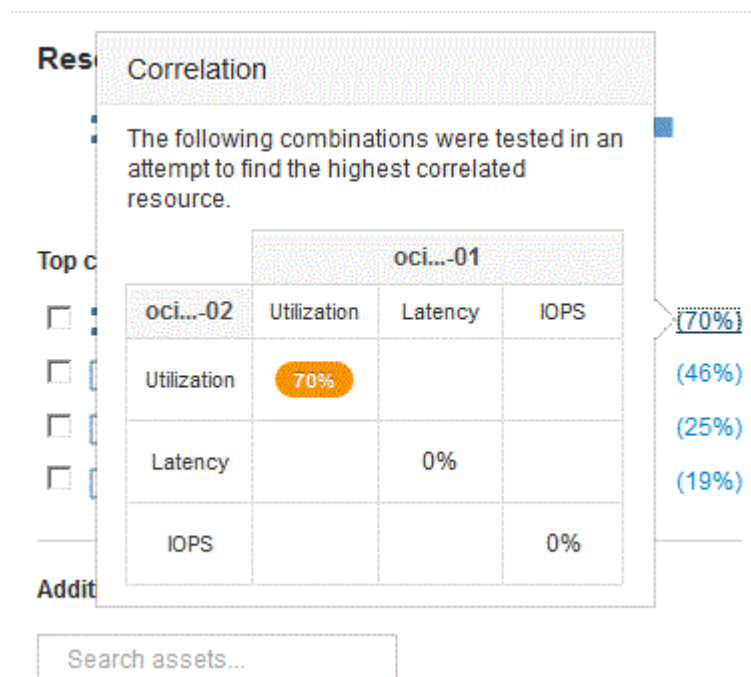 Res
Correlation
The following combinations were tested in an
attempt to find the highest correlated
resource.
Top c
oci...-01
oci...-02 Utilization Latency IOPS
(70%)
Utilization 70%
(46%)
(25%)
Latency 0%
(19%)
IOPS 0%
Addit
Search assets...